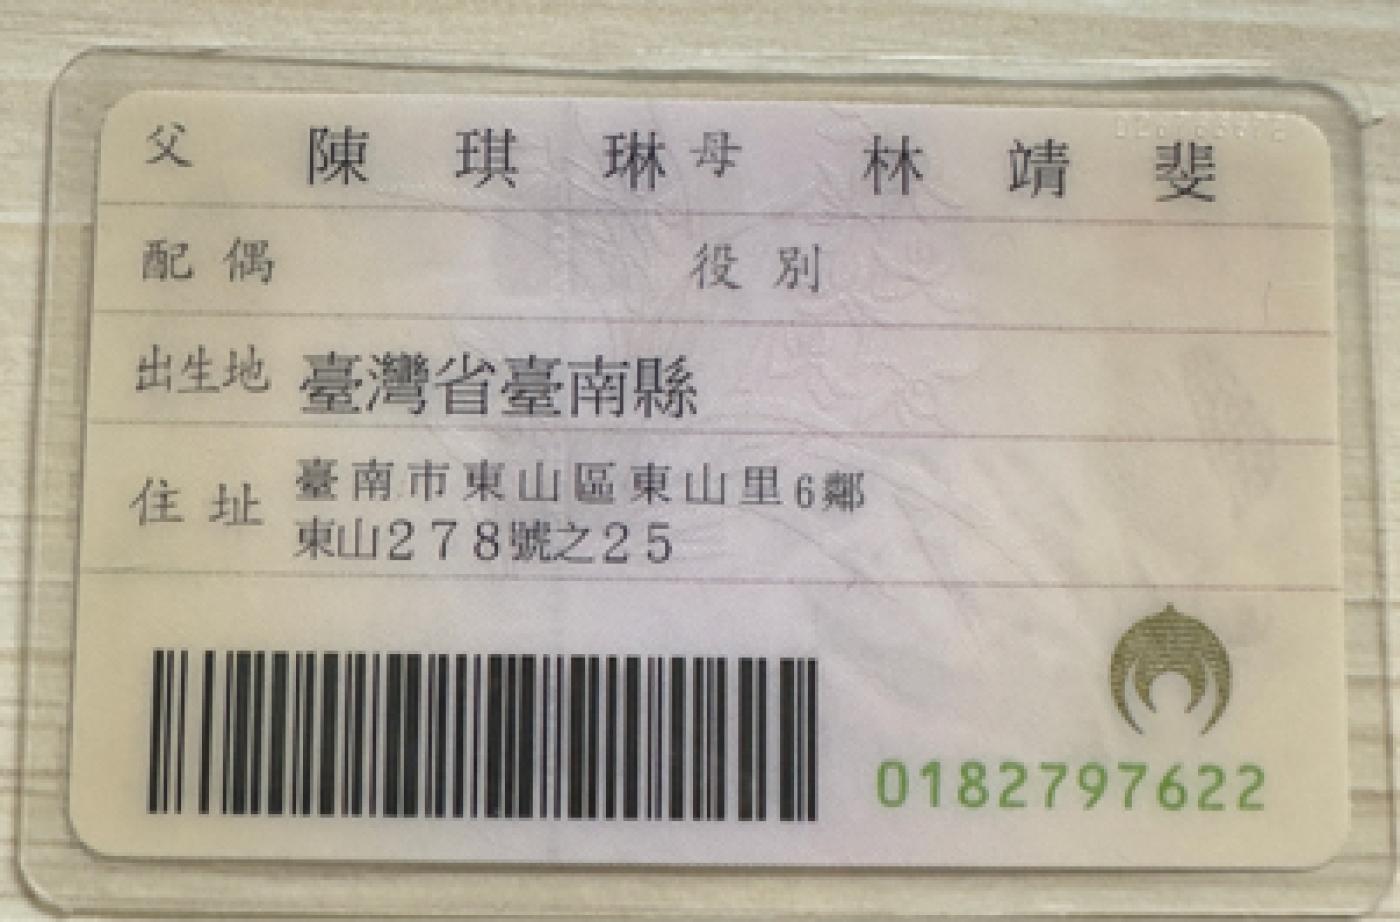 父 陳琪琳 母 林靖斐
配偶 役別
出生地 臺灣省臺南縣
住址 臺南市東山區東山里6鄰
東山278號之25
0182797622